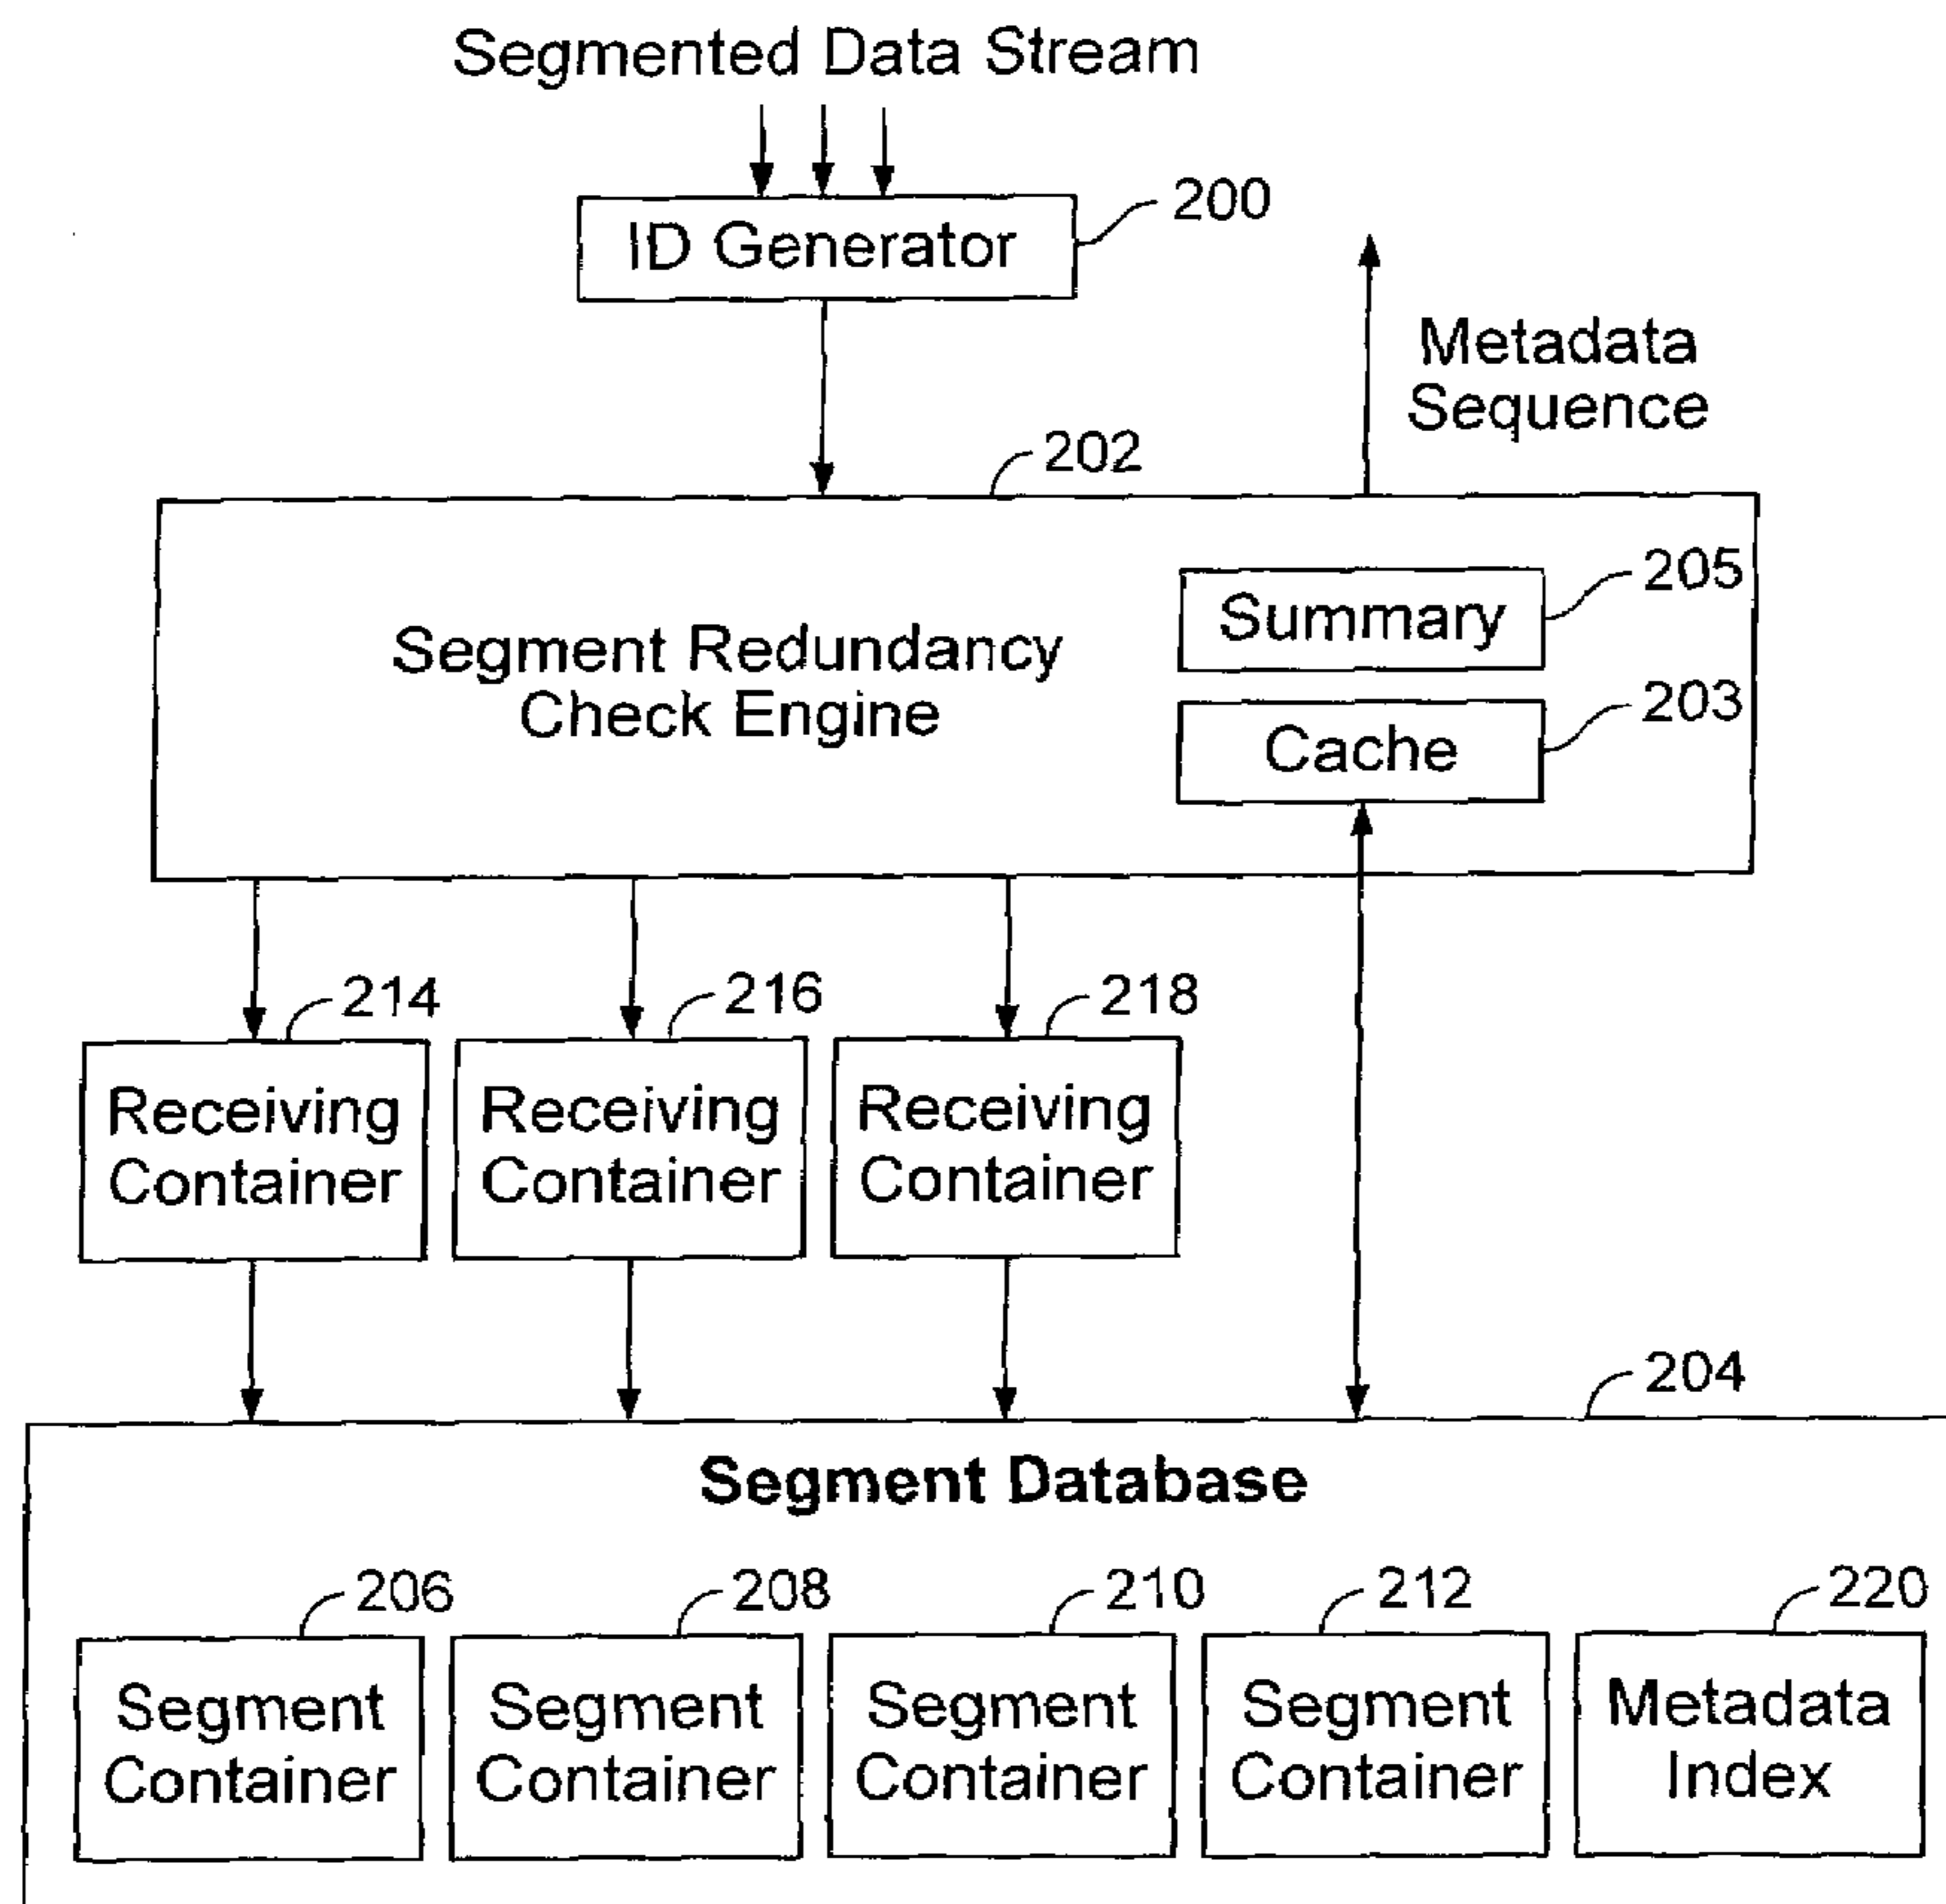 Segmented Data Stream
200
ID Generator
Metadata
Sequence
202
205
Summary
Segment Redundancy
Check Engine
203
Cache
214
216
218
Receiving
Container
Receiving
Container
Receiving
Container
204
Segment Database
206
208
210
212
220
Segment
Container
Segment
Container
Segment
Container
Segment
Container
Metadata
Index